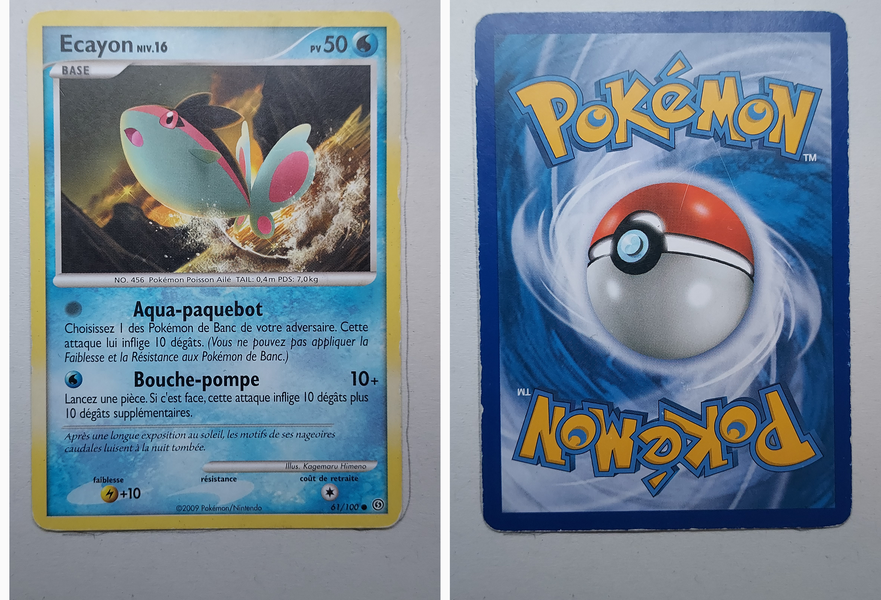 Ecayon NIV.16
PV 50
BASE
NO. 456 Pokémon Poisson Ailé TAIL: 0,4m PDS: 7,0kg
Aqua-paquebot
Choisissez 1 des Pokémon de Banc de votre adversaire. Cette
attaque lui inflige 10 dégâts. (Vous ne pouvez pas appliquer la
Faiblesse et la Résistance aux Pokémon de Banc.)
Bouche-pompe 10+
Lancez une pièce. Si c'est face, cette attaque inflige 10 dégâts plus
10 dégâts supplémentaires.
Après une longue exposition au soleil, les motifs de ses nageoires
caudales luisent à la nuit tombée.
Illus. Kagemaru Himeno
faiblesse résistance coût de retraite
+10
©2009 Pokémon/Nintendo 61/100
POKéMON
TM
TM
POKéMON